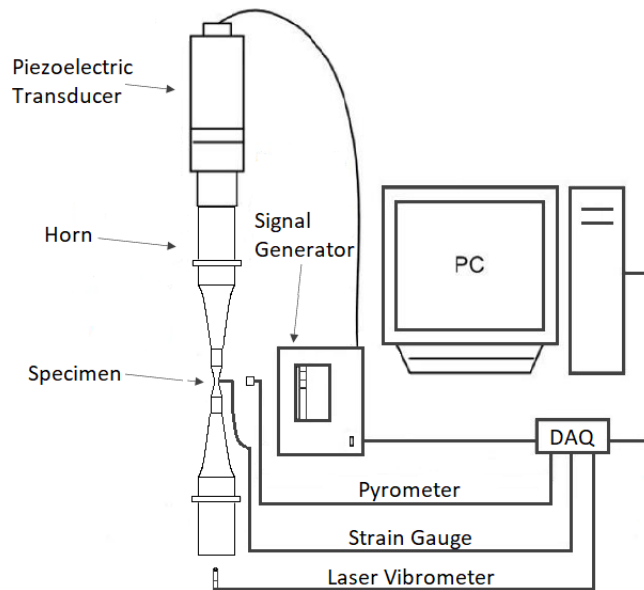 Piezoelectric
Transducer
Horn
Signal
Generator
PC
Specimen
DAQ
Pyrometer
Strain Gauge
Laser Vibrometer